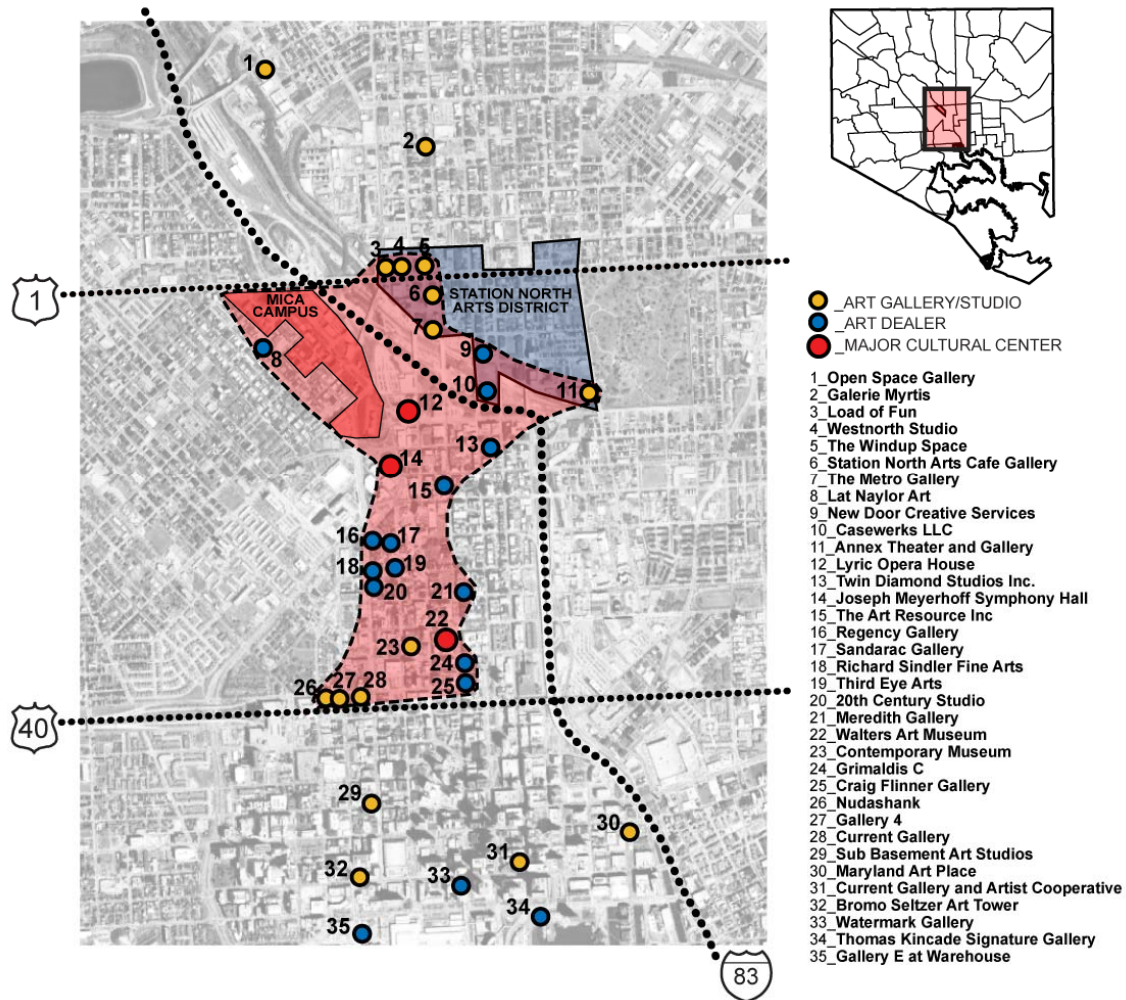 1
2
3 4 5
1
6
7
MICA
CAMPUS
STATION NORTH
ARTS DISTRICT
8
9
10
11
12
13
14
15
16
17
18
19
20
21
22
23
24
25
26
27
28
40
29
30
31
32
33
34
35
83
_ART GALLERY/STUDIO
_ART DEALER
_MAJOR CULTURAL CENTER
1_Open Space Gallery
2_Galerie Myrtis
3_Load of Fun
4_Westnorth Studio
5_The Windup Space
6_Station North Arts Cafe Gallery
7_The Metro Gallery
8_Lat Naylor Art
9_New Door Creative Services
10_Casewerks LLC
11_Annex Theater and Gallery
12_Lyric Opera House
13_Twin Diamond Studios Inc.
14_Joseph Meyerhoff Symphony Hall
15_The Art Resource Inc
16_Regency Gallery
17_Sandarac Gallery
18_Richard Sindler Fine Arts
19_Third Eye Arts
20_20th Century Studio
21_Meredith Gallery
22_Walters Art Museum
23_Contemporary Museum
24_Grimaldis C
25_Craig Flinner Gallery
26_Nudashank
27_Gallery 4
28_Current Gallery
29_Sub Basement Art Studios
30_Maryland Art Place
31_Current Gallery and Artist Cooperative
32_Bromo Seltzer Art Tower
33_Watermark Gallery
34_Thomas Kincade Signature Gallery
35_Gallery E at Warehouse